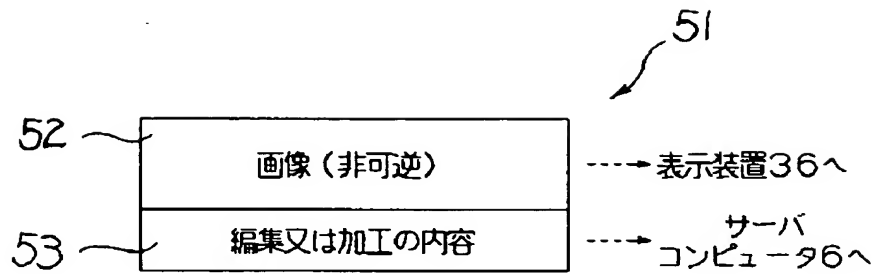 51
52
画像（非可逆）
表示装置36へ
53
編集又は加工の内容
サーバ
コンピュータ6へ